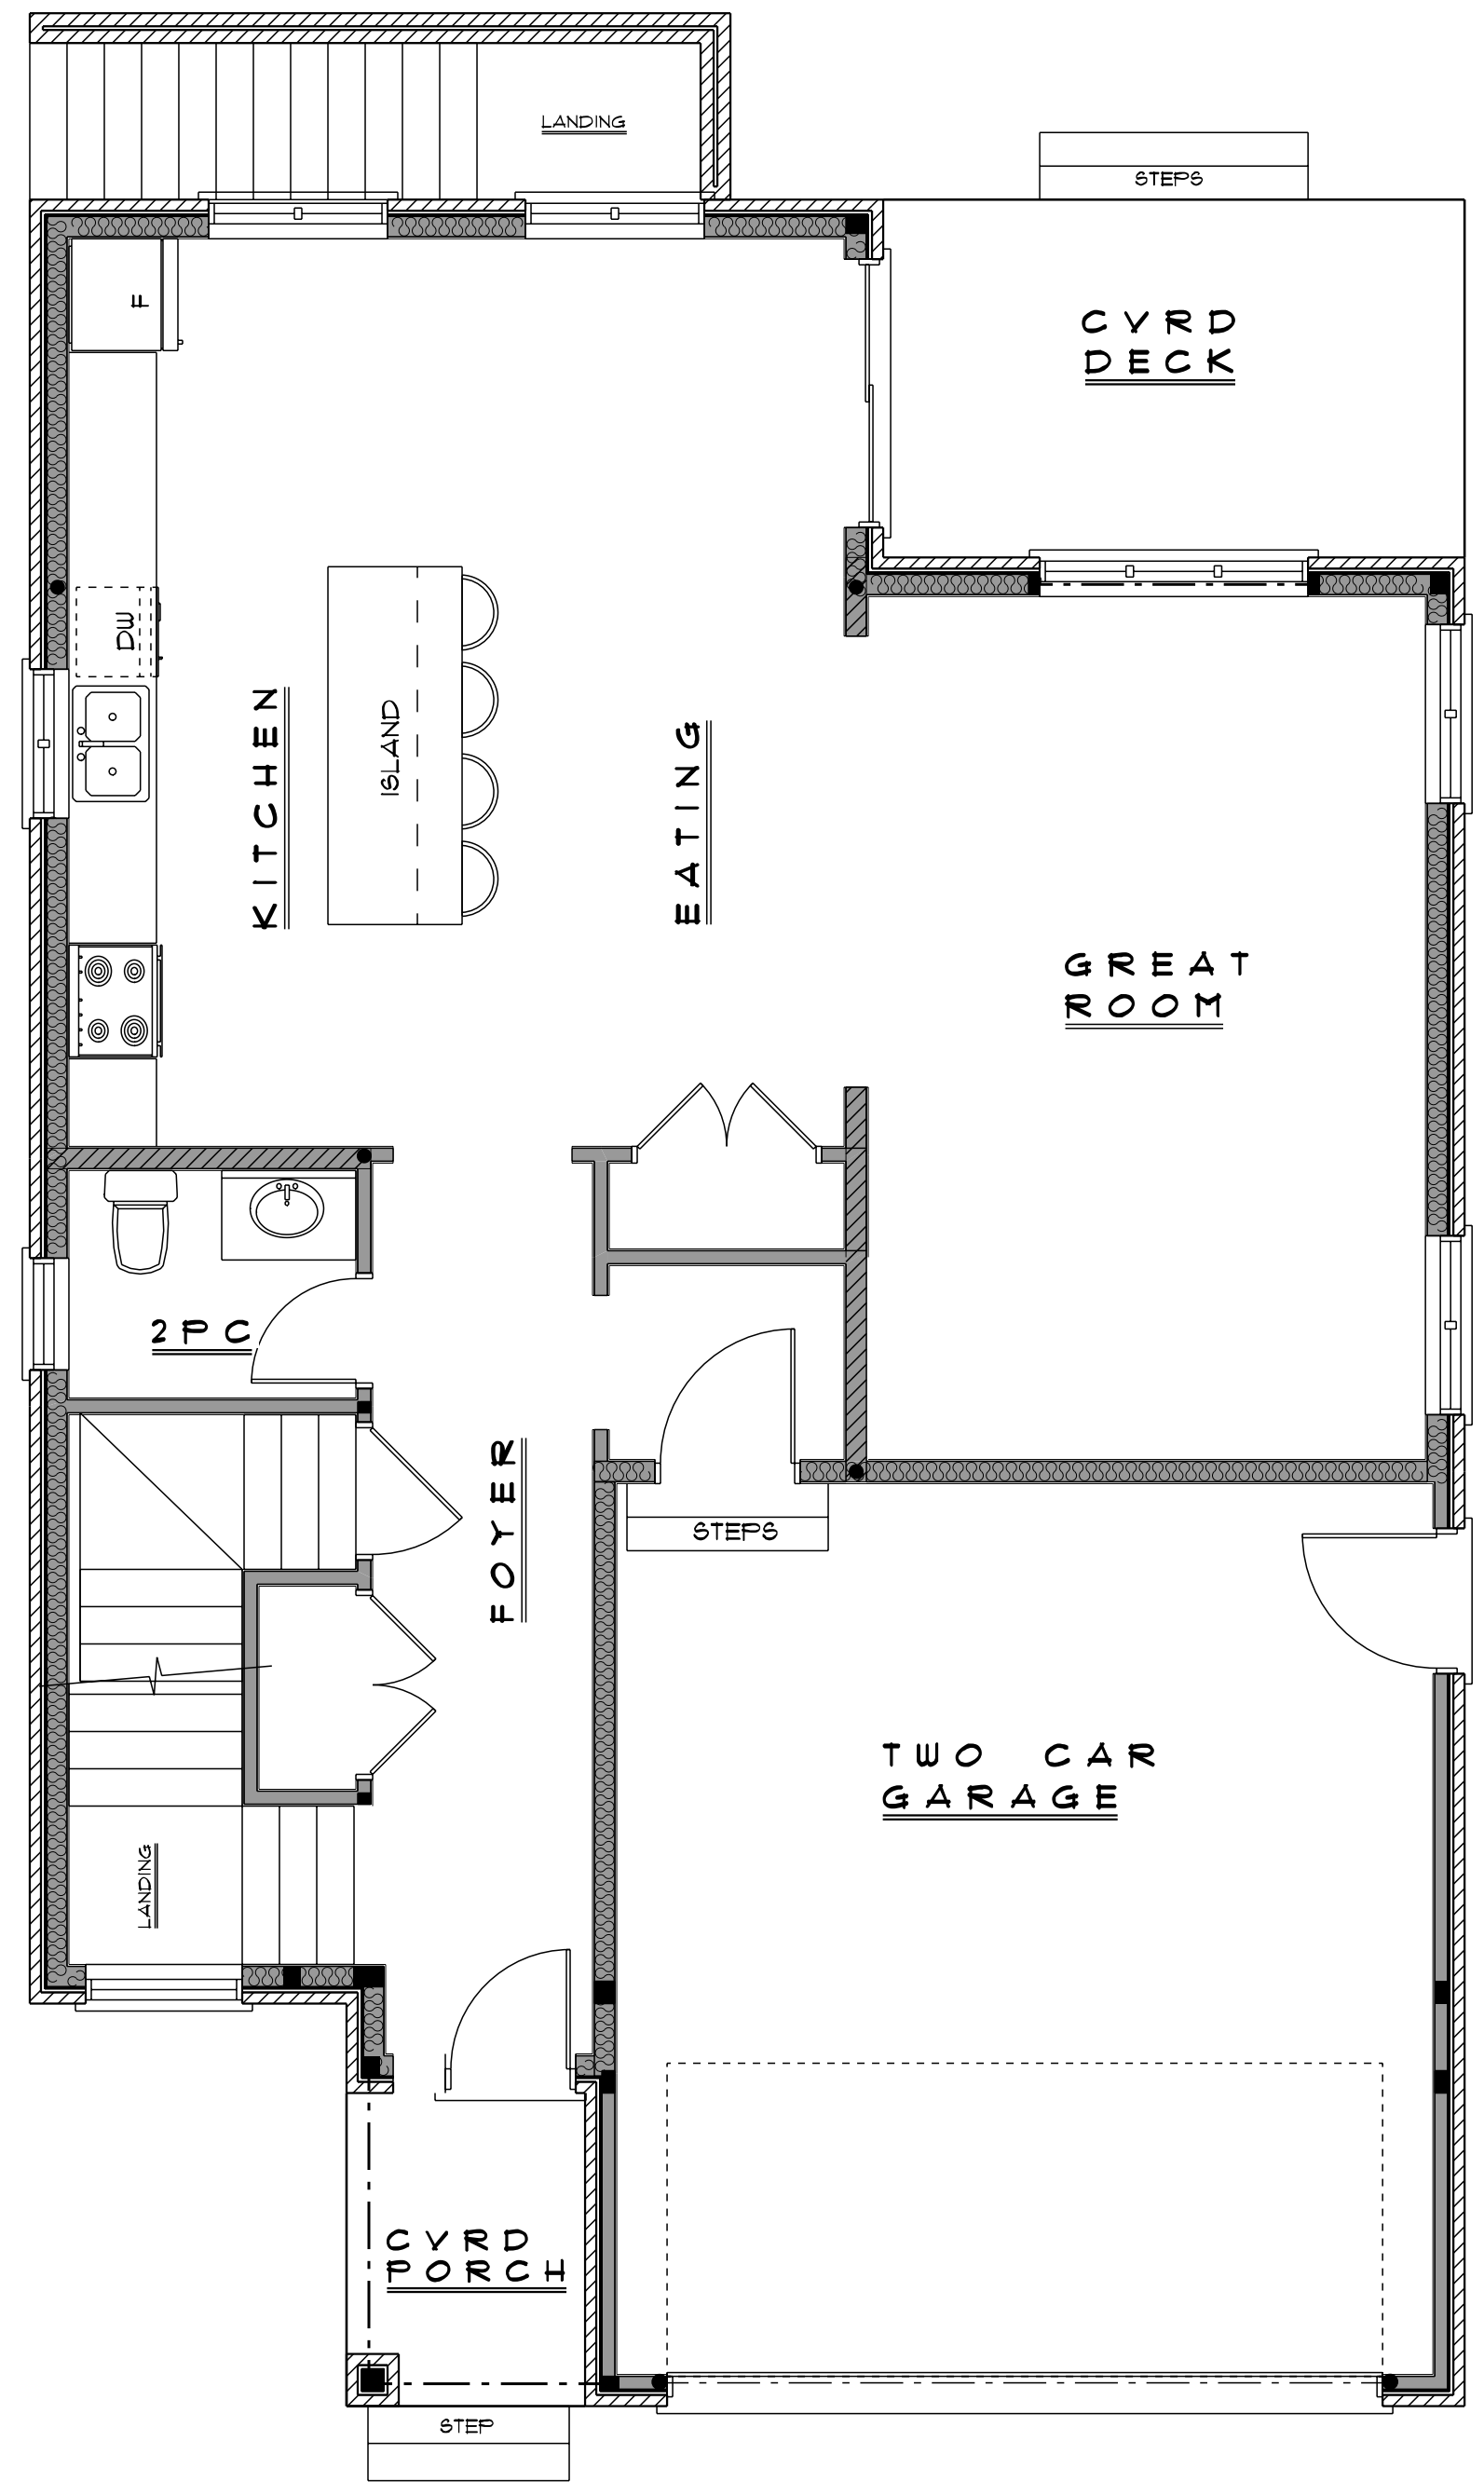 LANDING
STEPS
F
CVRD
DECK
DW
KITCHEN
ISLAND
EATING
GREAT
ROOM
2PC
FOYER
STEPS
TWO CAR
GARAGE
LANDING
CVRD
PORCH
STEP